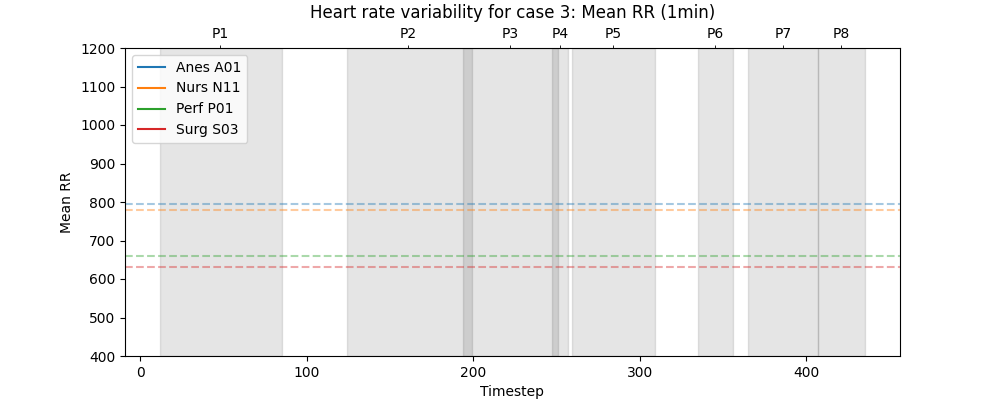 Heart rate variability for case 3: Mean RR (1min)
P1 P2 P3 P4 P5 P6 P7 P8
1200
1100
1000
900
800
700
600
500
400
Mean RR
Anes A01
Nurs N11
Perf P01
Surg S03
0 100 200 300 400
Timestep